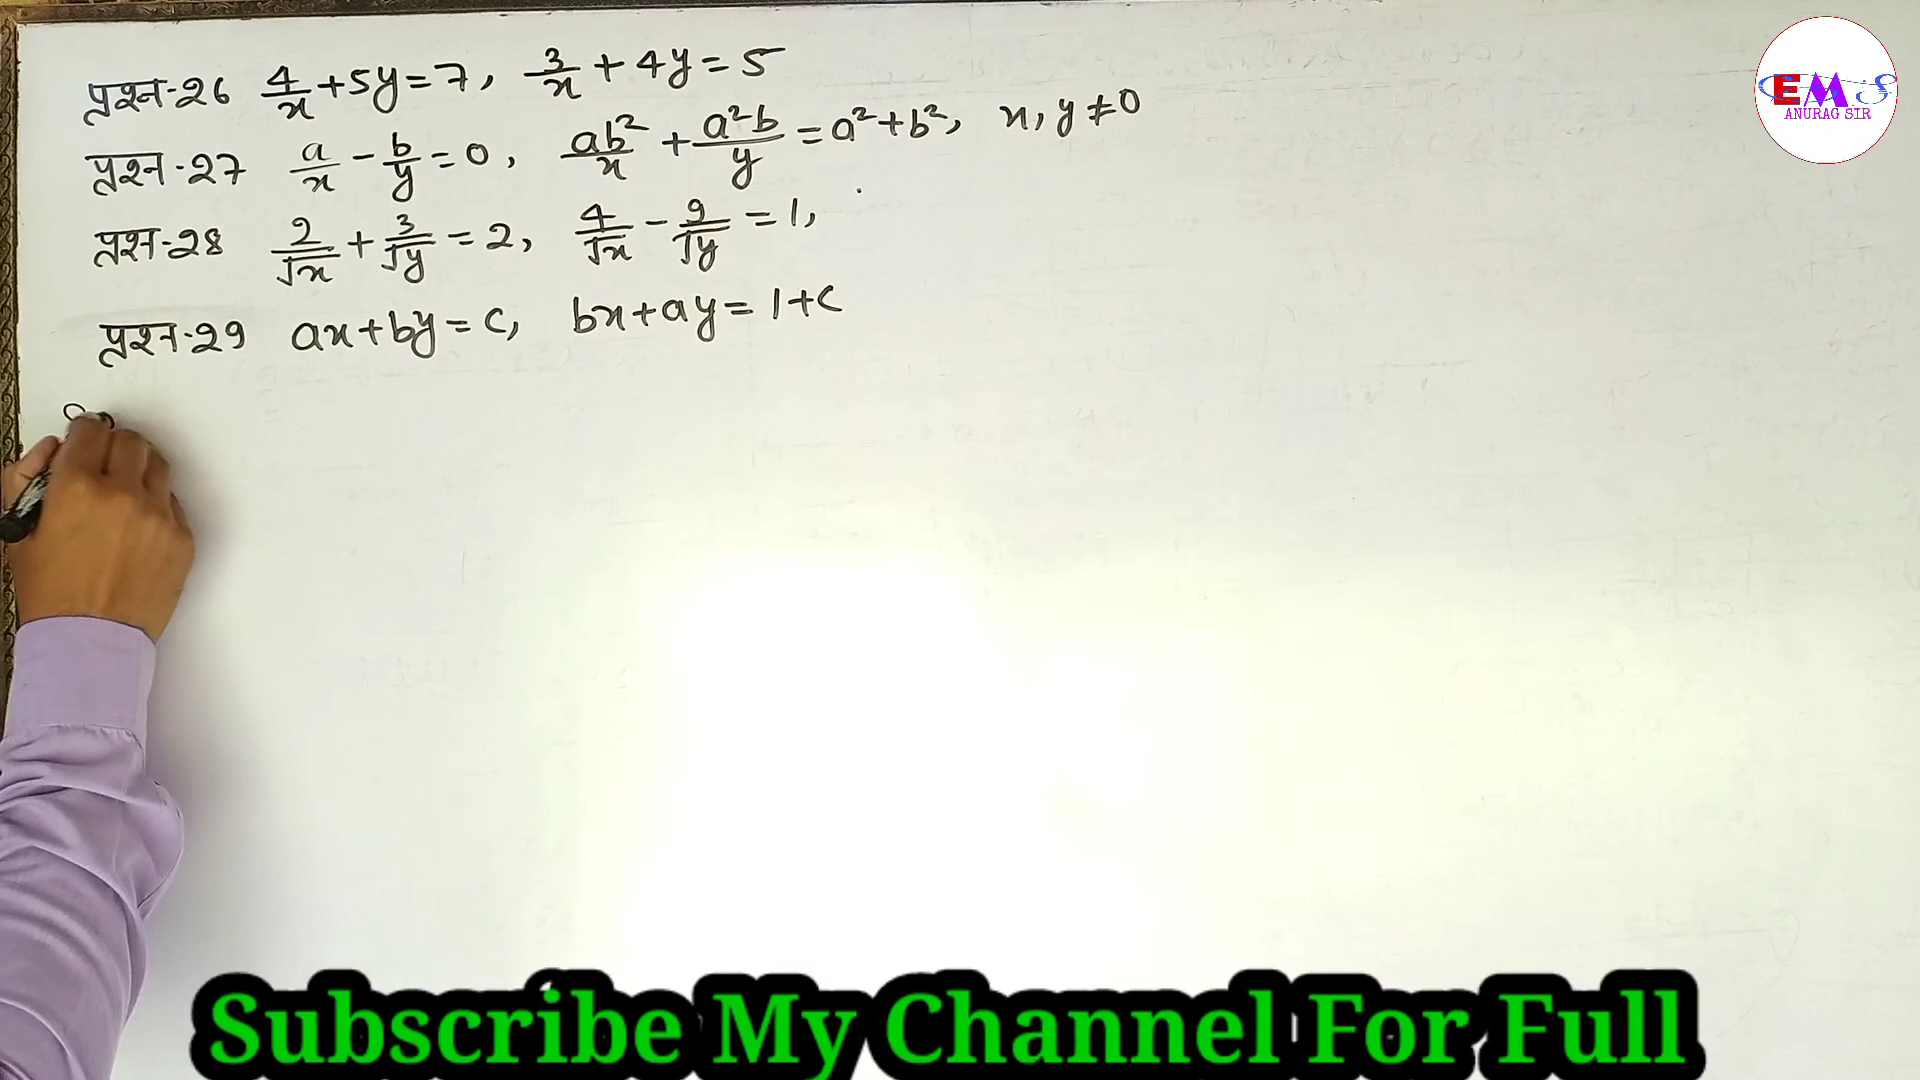 प्रश्न-26 4/x + 5y = 7, 3/x + 4y = 5
प्रश्न-27 a/x - b/y = 0, ab²/x + a²b/y = a² + b², x, y ≠ 0
प्रश्न-28 2/√x + 3/√y = 2, 4/√x - 9/√y = 1,
प्रश्न-29 ax + by = c, bx + ay = 1 + c
EMS
ANURAG SIR
Subscribe My Channel For Full